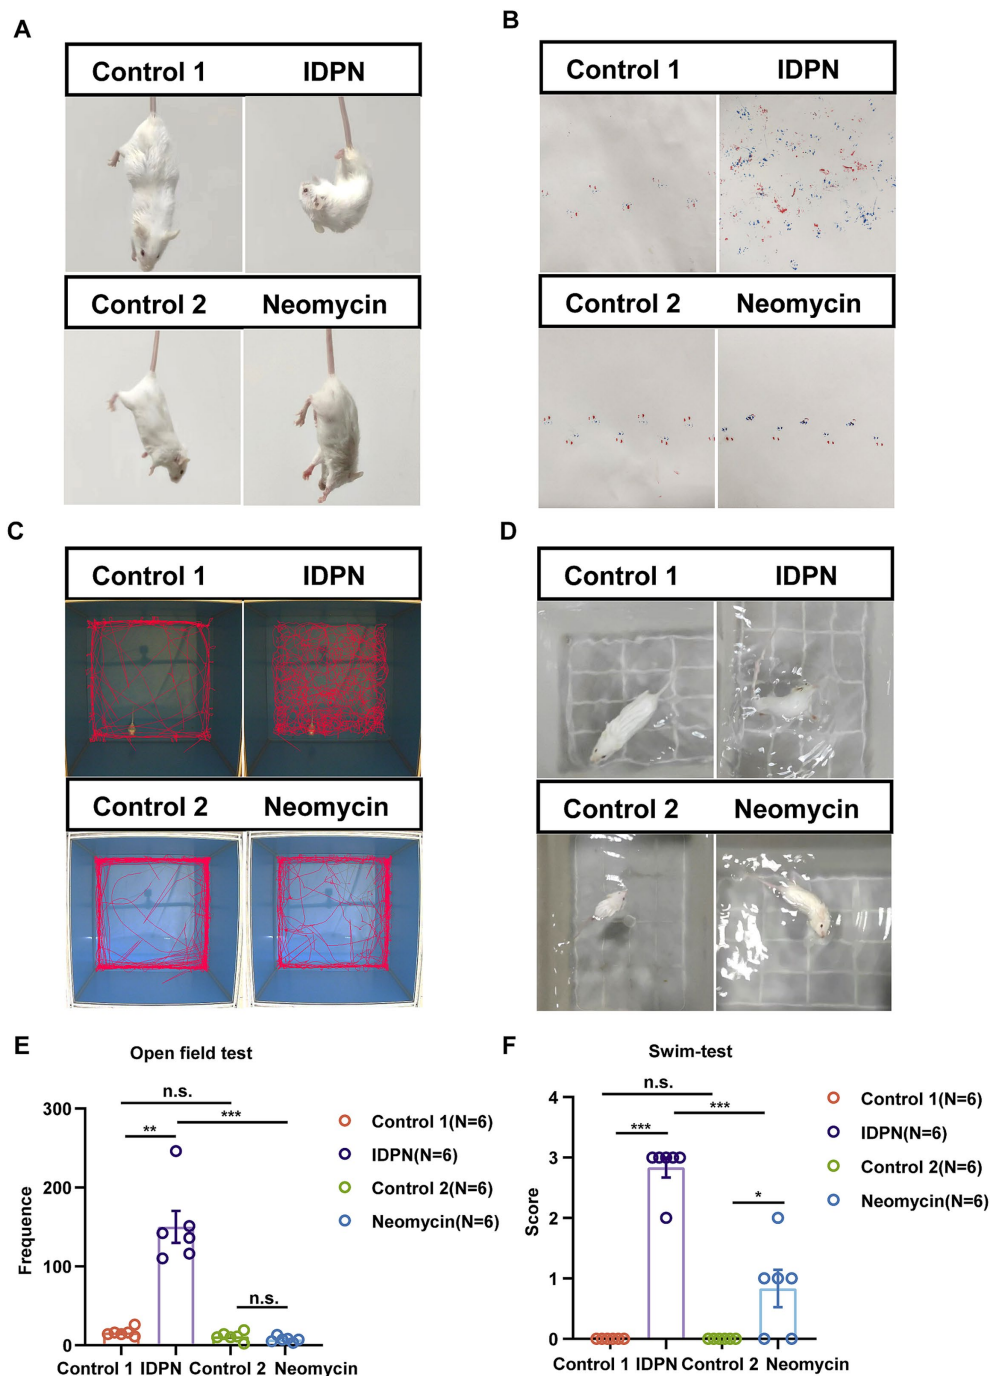 A
Control 1 IDPN
Control 2 Neomycin
B
Control 1 IDPN
Control 2 Neomycin
C
Control 1 IDPN
Control 2 Neomycin
D
Control 1 IDPN
Control 2 Neomycin
E
Open field test
n.s.
***
**
n.s.
300
200
100
0
Frequence
Control 1 IDPN Control 2 Neomycin
Control 1(N=6)
IDPN(N=6)
Control 2(N=6)
Neomycin(N=6)
F
Swim-test
n.s.
***
***
*
4
3
2
1
0
Score
Control 1 IDPN Control 2 Neomycin
Control 1(N=6)
IDPN(N=6)
Control 2(N=6)
Neomycin(N=6)